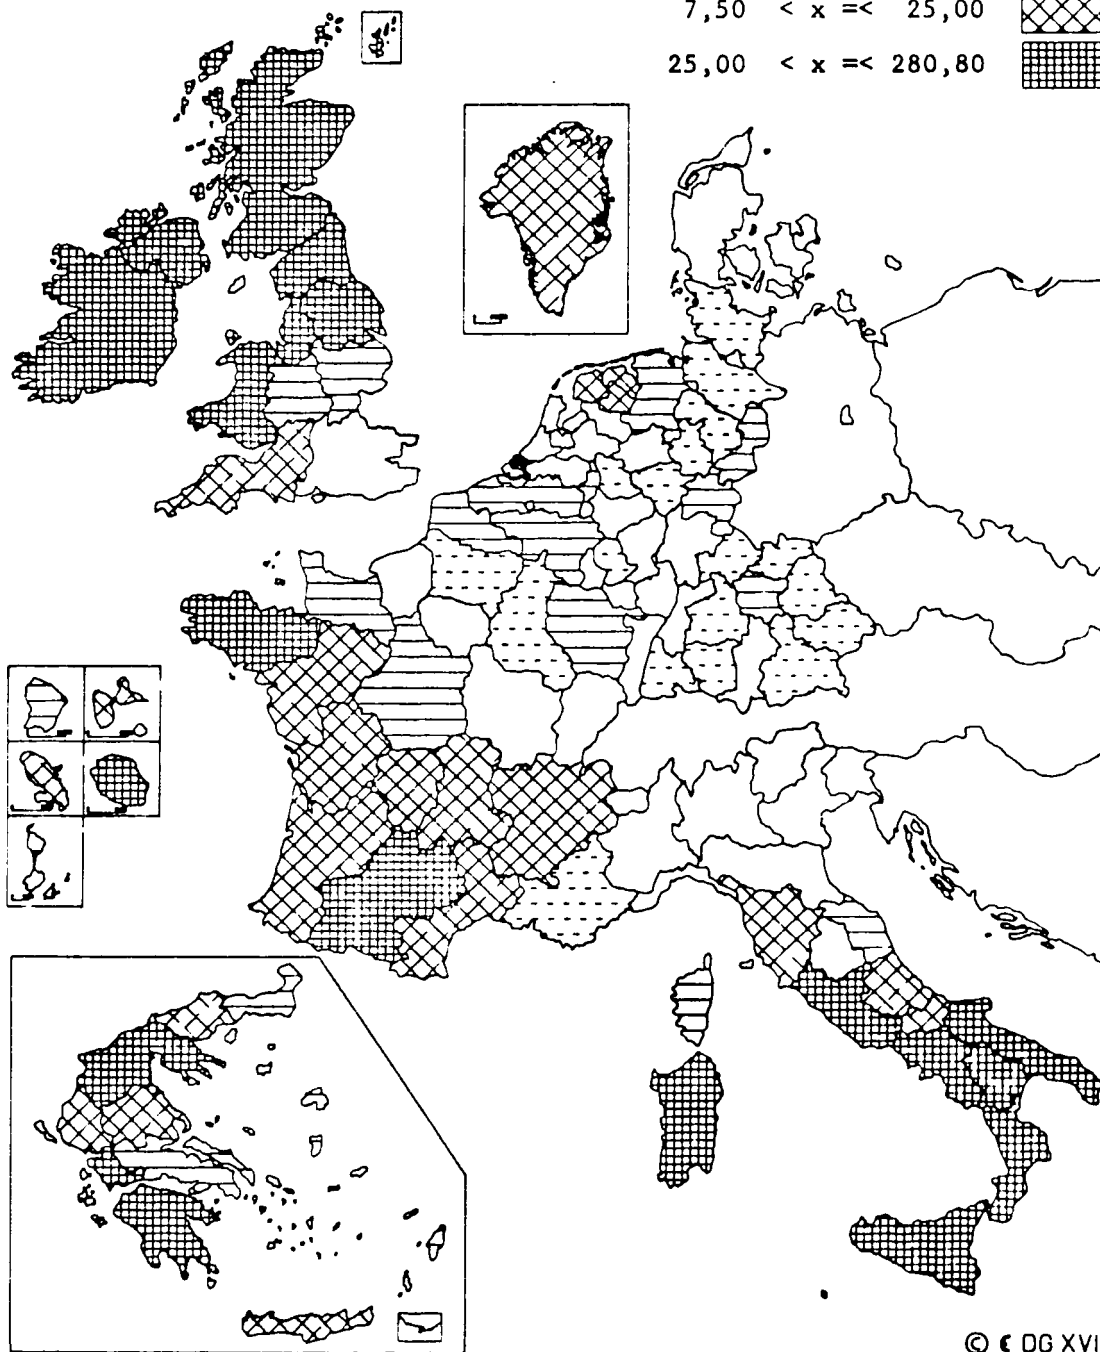 7,50 < x =< 25,00
25,00 < x =< 280,80
© € DG XVI